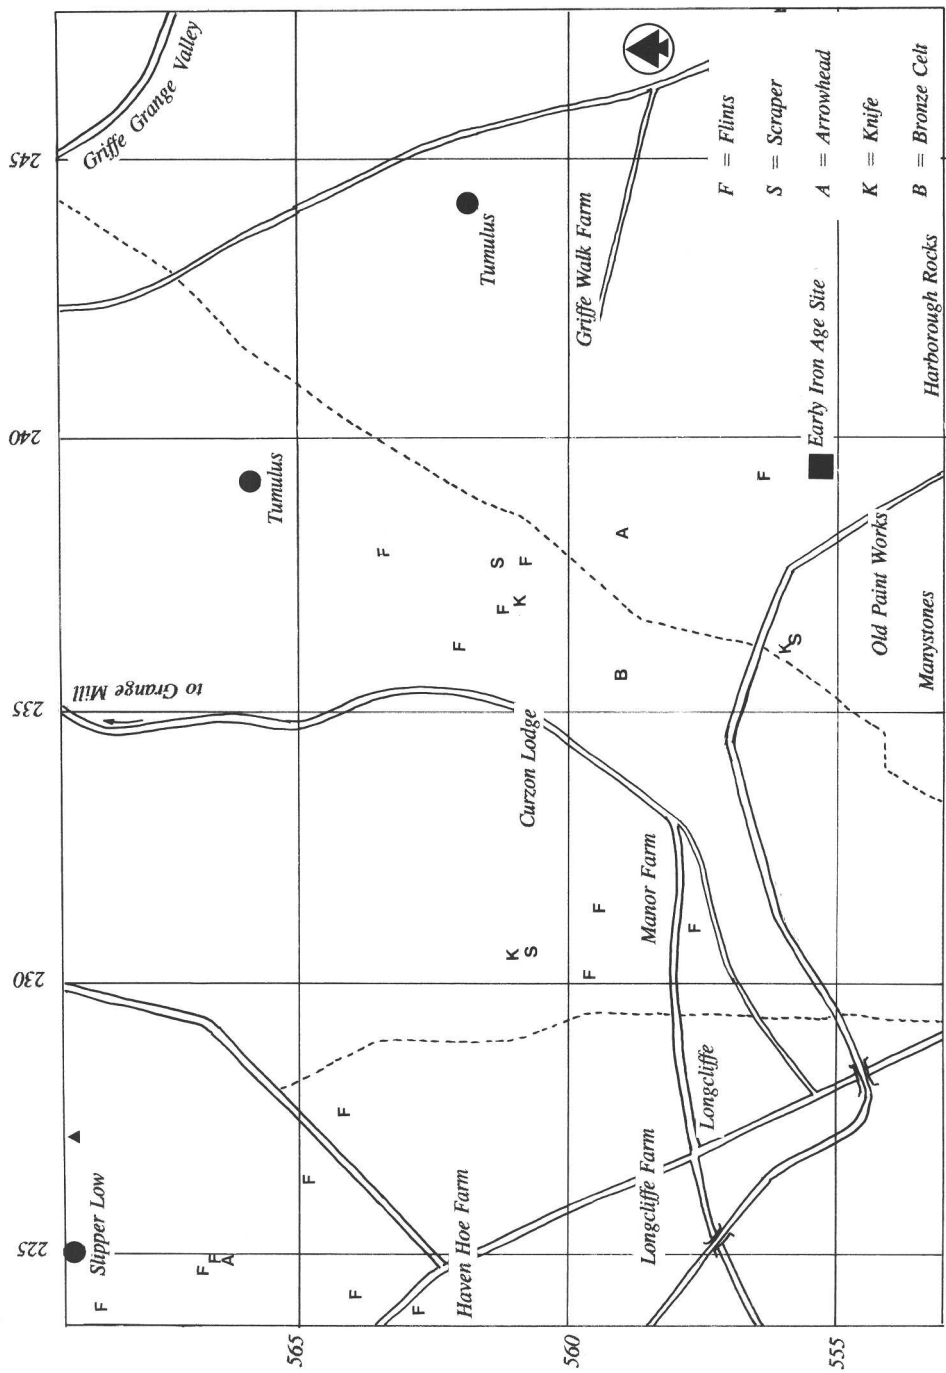 Griffe Grange Valley
245
Tumulus
Griffe Walk Farm
F = Flints
S = Scraper
A = Arrowhead
K = Knife
B = Bronze Celt
Early Iron Age Site
Harborough Rocks
240
Tumulus
F
A
F
S
F
F
K
F
K
S
B
Old Paint Works
Manystones
to Grange Mill
235
Curzon Lodge
Manor Farm
F
F
K
S
F
230
Longcliffe
F
F
Longcliffe Farm
Haven Hoe Farm
Slipper Low
225
F
F
A
F
F
F
565
560
555